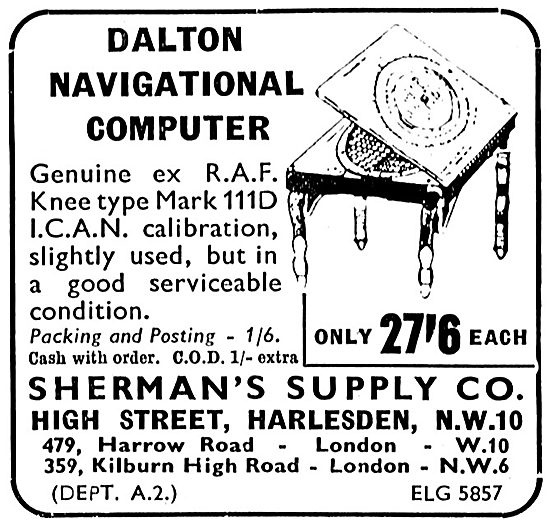 DALTON
NAVIGATIONAL
COMPUTER
Genuine ex R.A.F.
Knee type Mark 111D
I.C.A.N. calibration,
slightly used, but in
a good serviceable
condition.
Packing and Posting - 1/6.
Cash with order. C.O.D. 1/- extra
ONLY 27'6 EACH
SHERMAN'S SUPPLY CO.
HIGH STREET, HARLESDEN, N.W.10
479, Harrow Road - London - W.10
359, Kilburn High Road - London - N.W.6
(DEPT. A.2.) ELG 5857